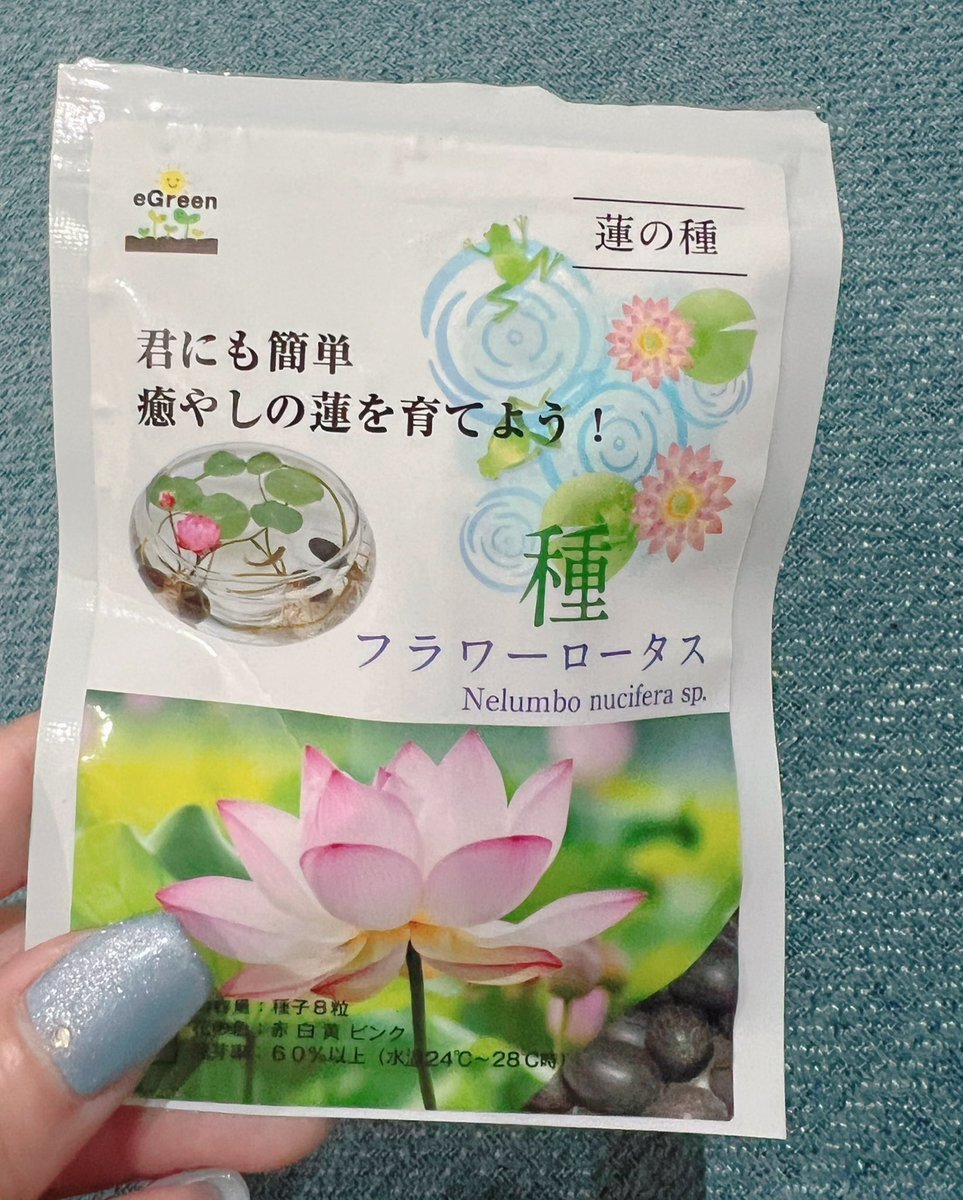 eGreen
蓮の種
君にも簡単
癒やしの蓮を育てよう！
種
フラワーロータス
Nelumbo nucifera sp.
容量：種子8粒
：赤 白 黄 ピンク
：60%以上（水温24℃～28℃時）